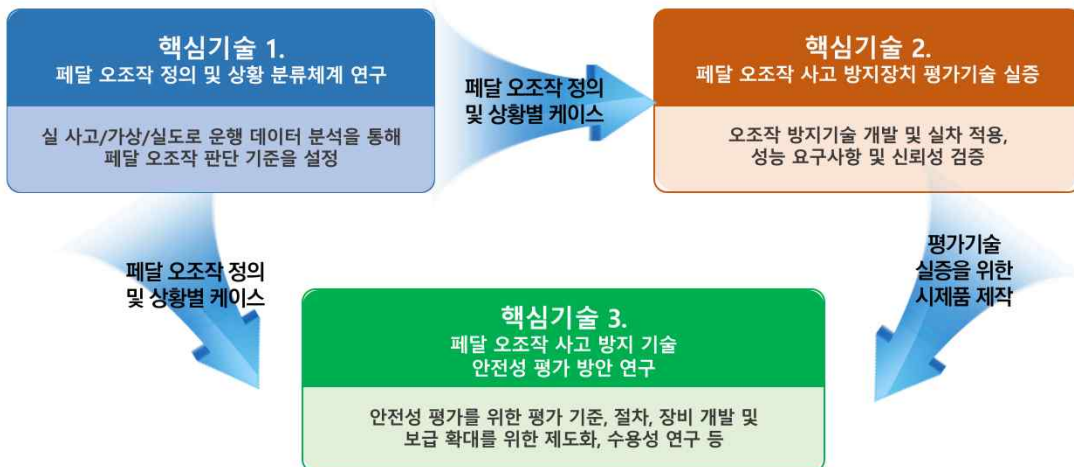 핵심기술 1.
페달 오조작 정의 및 상황 분류체계 연구
실 사고/가상/실도로 운행 데이터 분석을 통해
페달 오조작 판단 기준을 설정
페달 오조작 정의
및 상황별 케이스
핵심기술 2.
페달 오조작 사고 방지장치 평가기술 실증
오조작 방지기술 개발 및 실차 적용,
성능 요구사항 및 신뢰성 검증
페달 오조작 정의
및 상황별 케이스
평가기술
실증을 위한
시제품 제작
핵심기술 3.
페달 오조작 사고 방지 기술
안전성 평가 방안 연구
안전성 평가를 위한 평가 기준, 절차, 장비 개발 및
보급 확대를 위한 제도화, 수용성 연구 등